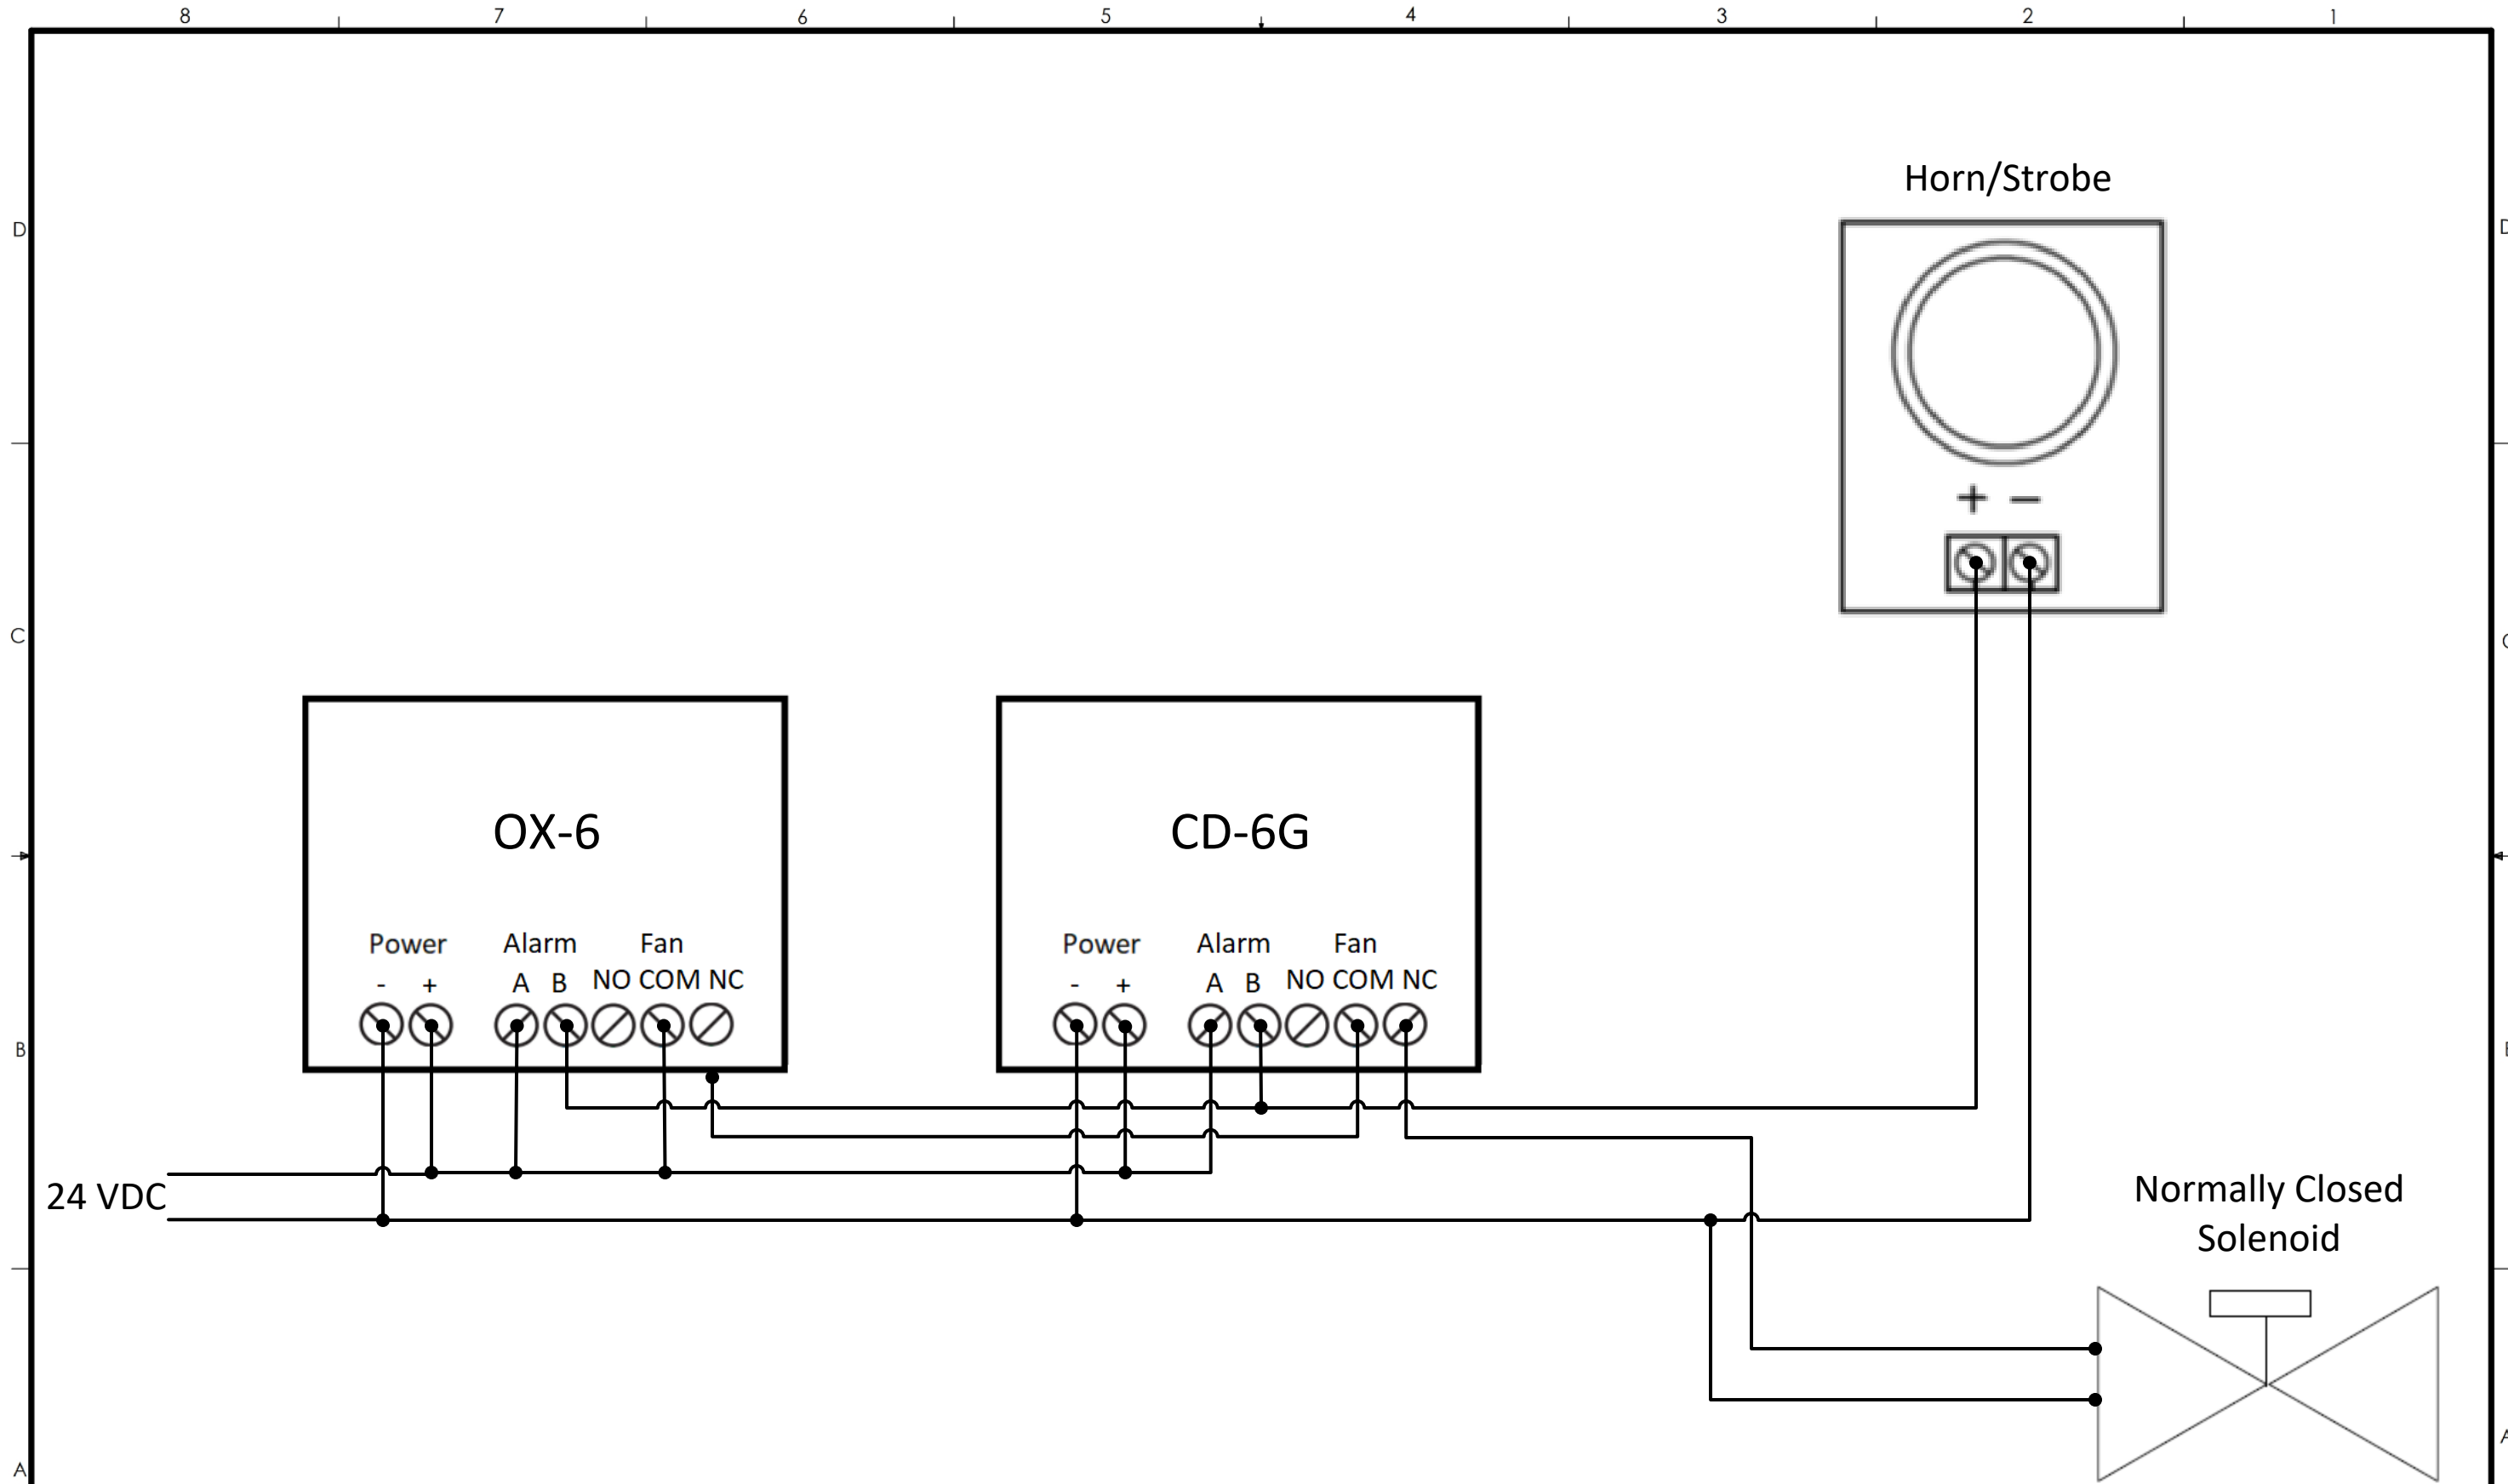 8 7 6 5 4 3 2 1
Horn/Strobe
D
+ −
C
OX-6 CD-6G
Power Alarm Fan Power Alarm Fan
- + A B NO COM NC - + A B NO COM NC
B
24 VDC
Normally Closed
Solenoid
A